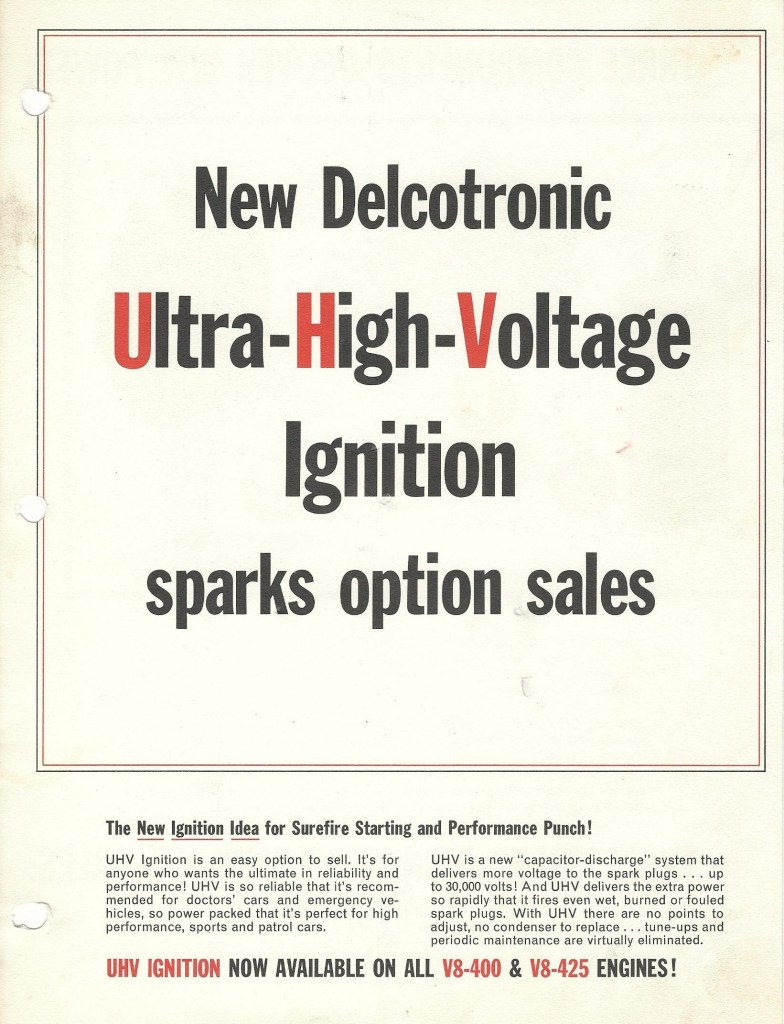 New Delcotronic
Ultra-High-Voltage
Ignition
sparks option sales
The New Ignition Idea for Surefire Starting and Performance Punch!
UHV Ignition is an easy option to sell. It's for
anyone who wants the ultimate in reliability and
performance! UHV is so reliable that it's recom-
mended for doctors' cars and emergency ve-
hicles, so power packed that it's perfect for high
performance, sports and patrol cars.
UHV is a new "capacitor-discharge" system that
delivers more voltage to the spark plugs . . . up
to 30,000 volts! And UHV delivers the extra power
so rapidly that it fires even wet, burned or fouled
spark plugs. With UHV there are no points to
adjust, no condenser to replace . . . tune-ups and
periodic maintenance are virtually eliminated.
UHV IGNITION NOW AVAILABLE ON ALL V8-400 & V8-425 ENGINES!